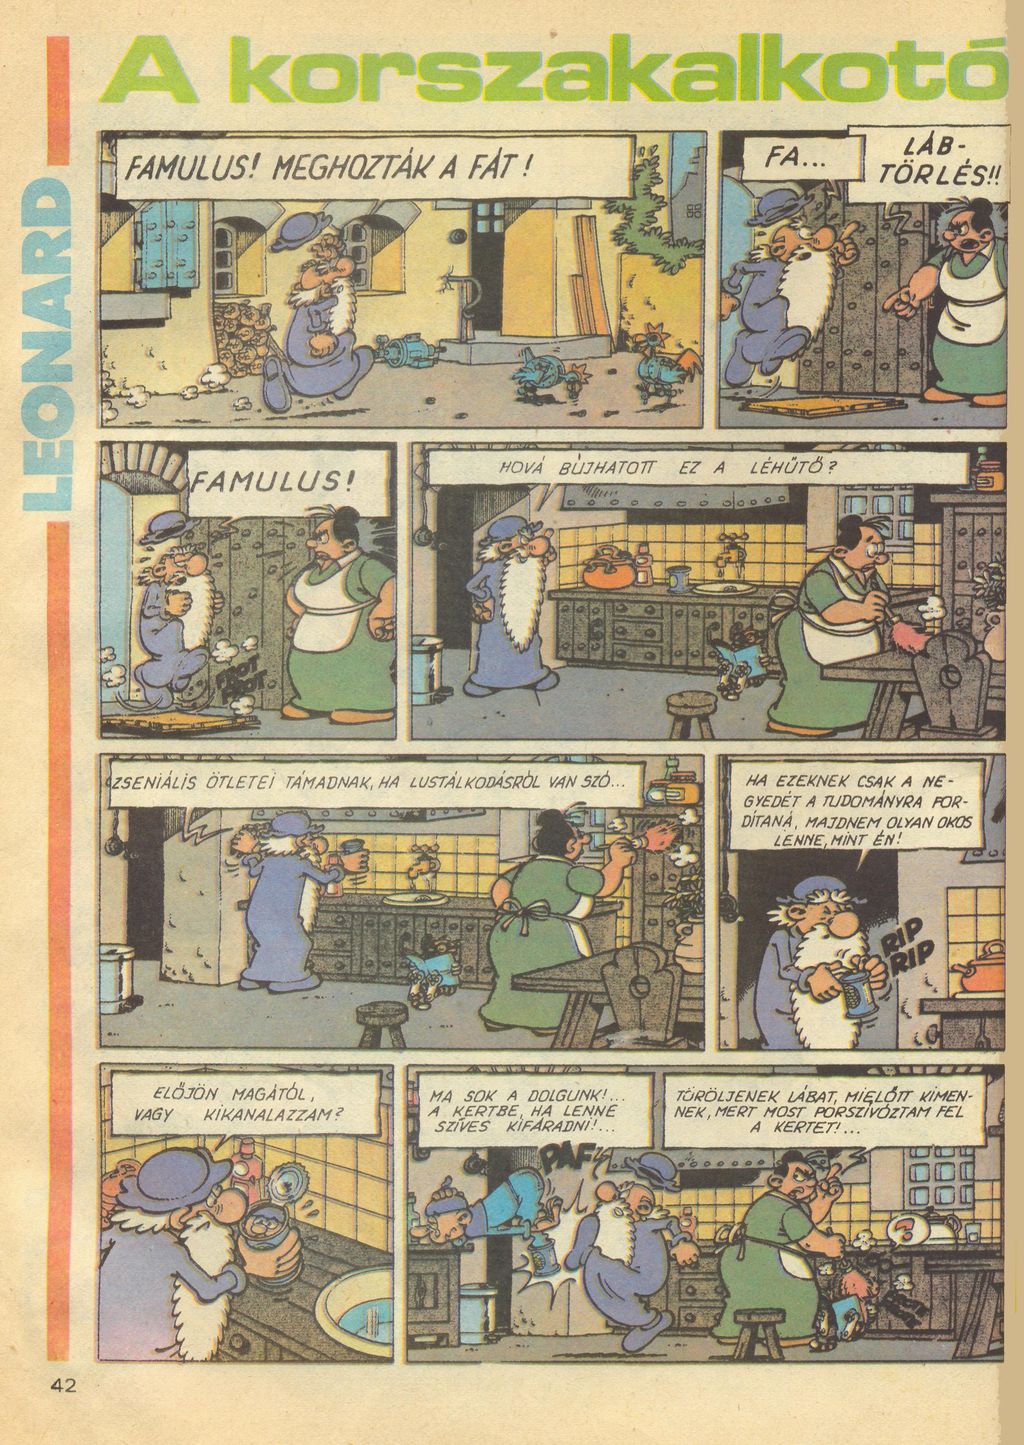 A korszakalkotó
LEONARD
FAMULUS! MEGHOZTÁK A FÁT!
FA...
LÁB-
TÖRLÉS!!
FAMULUS!
FROT
FROT
HOVÁ BÚJHATOTT EZ A LÉHŰTŐ?
ZSENIÁLIS ÖTLETEI TÁMADNAK, HA LUSTÁLKODÁSRÓL VAN SZÓ...
HA EZEKNEK CSAK A NE-
GYEDÉT A TUDOMÁNYRA FOR-
DÍTANÁ, MAJDNEM OLYAN OKOS
LENNE, MINT ÉN!
RIP
RIP
ELŐJÖN MAGÁTÓL,
VAGY KIKANALAZZAM?
MA SOK A DOLGUNK!...
A KERTBE, HA LENNE
SZÍVES KIFÁRADNI!...
PAF
TÖRÖLJENEK LÁBAT, MIELŐTT KIMEN-
NEK, MERT MOST PORSZÍVÓZTAM FEL
A KERTET!...
?
42